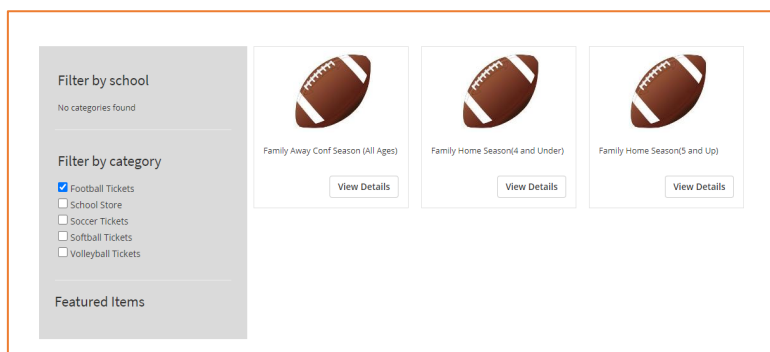 Filter by school
No categories found
Filter by category
Football Tickets
School Store
Soccer Tickets
Softball Tickets
Volleyball Tickets
Featured Items
Family Away Conf Season (All Ages)
View Details
Family Home Season(4 and Under)
View Details
Family Home Season(5 and Up)
View Details